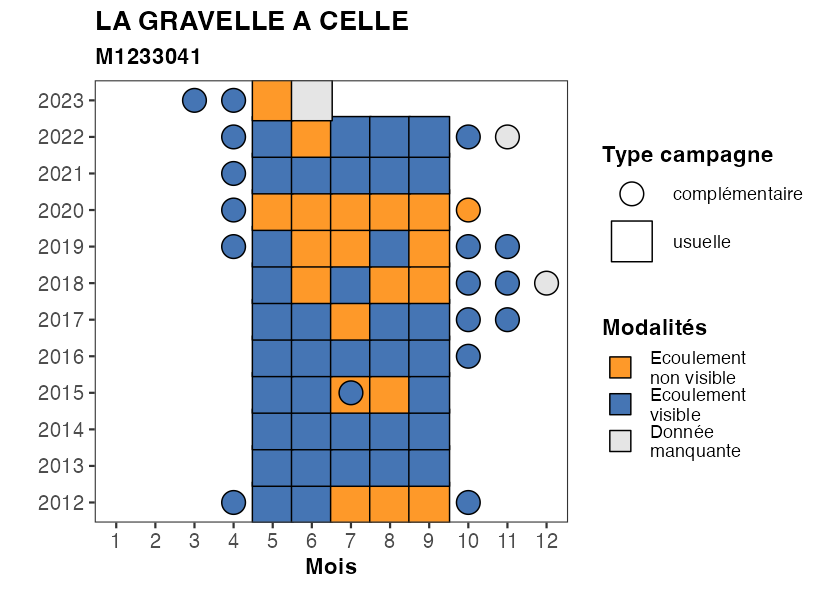 LA GRAVELLE A CELLE
M1233041
2023
2022
2021
2020
2019
2018
2017
2016
2015
2014
2013
2012
1 2 3 4 5 6 7 8 9 10 11 12
Mois
Type campagne
complémentaire
usuelle
Modalités
Ecoulement
non visible
Ecoulement
visible
Donnée
manquante